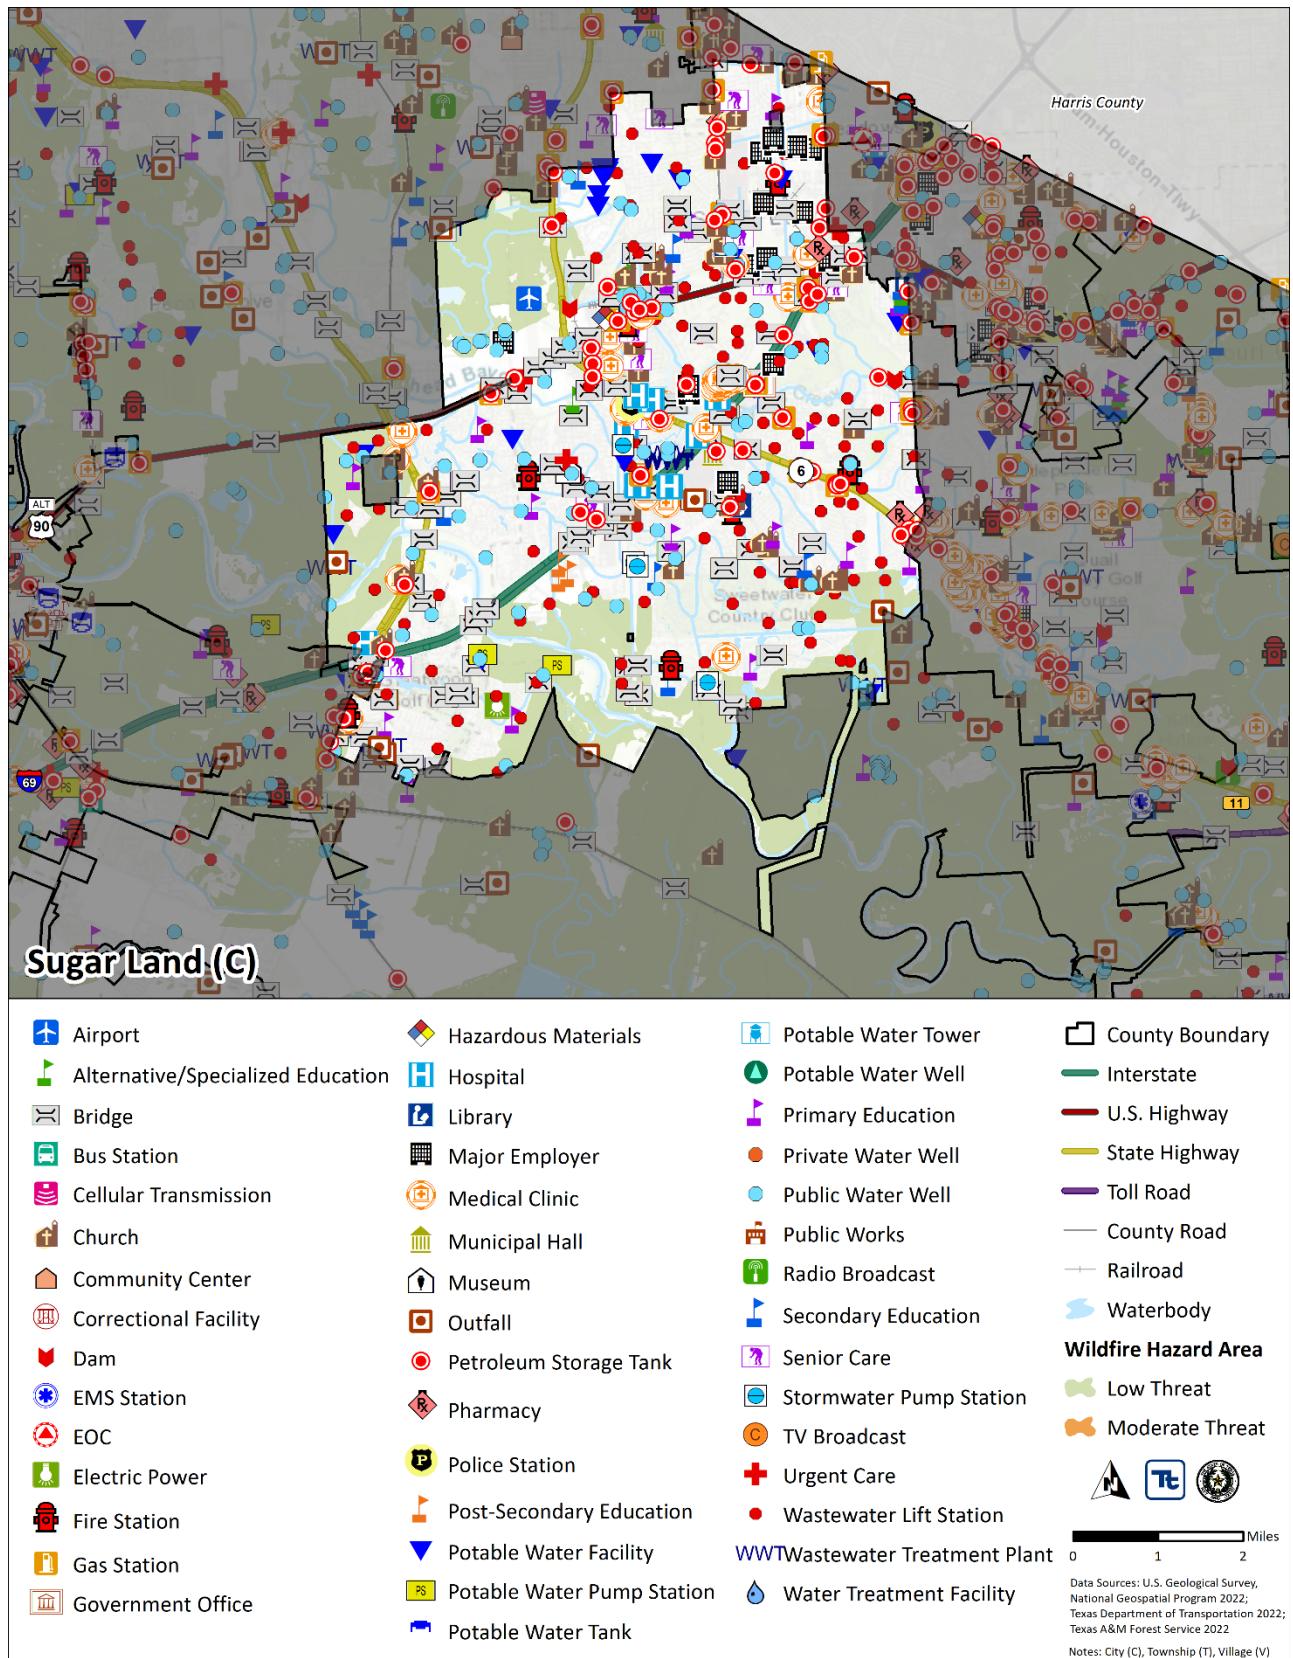 Harris County
Sam-Houston-Tlwy
ALT
90
6
Sweetwater
Country Club
69
11
PS
PS
PS
PS
Sugar Land (C)
Airport
Alternative/Specialized Education
Bridge
Bus Station
Cellular Transmission
Church
Community Center
Correctional Facility
Dam
EMS Station
EOC
Electric Power
Fire Station
Gas Station
Government Office
Hazardous Materials
Hospital
Library
Major Employer
Medical Clinic
Municipal Hall
Museum
Outfall
Petroleum Storage Tank
Pharmacy
Police Station
Post-Secondary Education
Potable Water Facility
PS Potable Water Pump Station
Potable Water Tank
Potable Water Tower
Potable Water Well
Primary Education
Private Water Well
Public Water Well
Public Works
Radio Broadcast
Secondary Education
Senior Care
Stormwater Pump Station
C TV Broadcast
Urgent Care
Wastewater Lift Station
WWT Wastewater Treatment Plant
Water Treatment Facility
County Boundary
Interstate
U.S. Highway
State Highway
Toll Road
County Road
Railroad
Waterbody
Wildfire Hazard Area
Low Threat
Moderate Threat
N
Tt
Miles
0 1 2
Data Sources: U.S. Geological Survey,
National Geospatial Program 2022;
Texas Department of Transportation 2022;
Texas A&M Forest Service 2022
Notes: City (C), Township (T), Village (V)